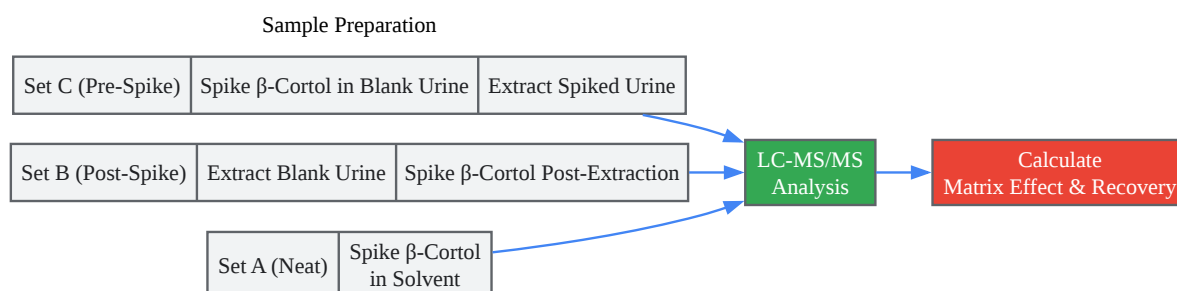 Sample Preparation
Set C (Pre-Spike)
Spike β-Cortol in Blank Urine
Extract Spiked Urine
Set B (Post-Spike)
Extract Blank Urine
Spike β-Cortol Post-Extraction
Set A (Neat)
Spike β-Cortol
in Solvent
LC-MS/MS
Analysis
Calculate
Matrix Effect & Recovery